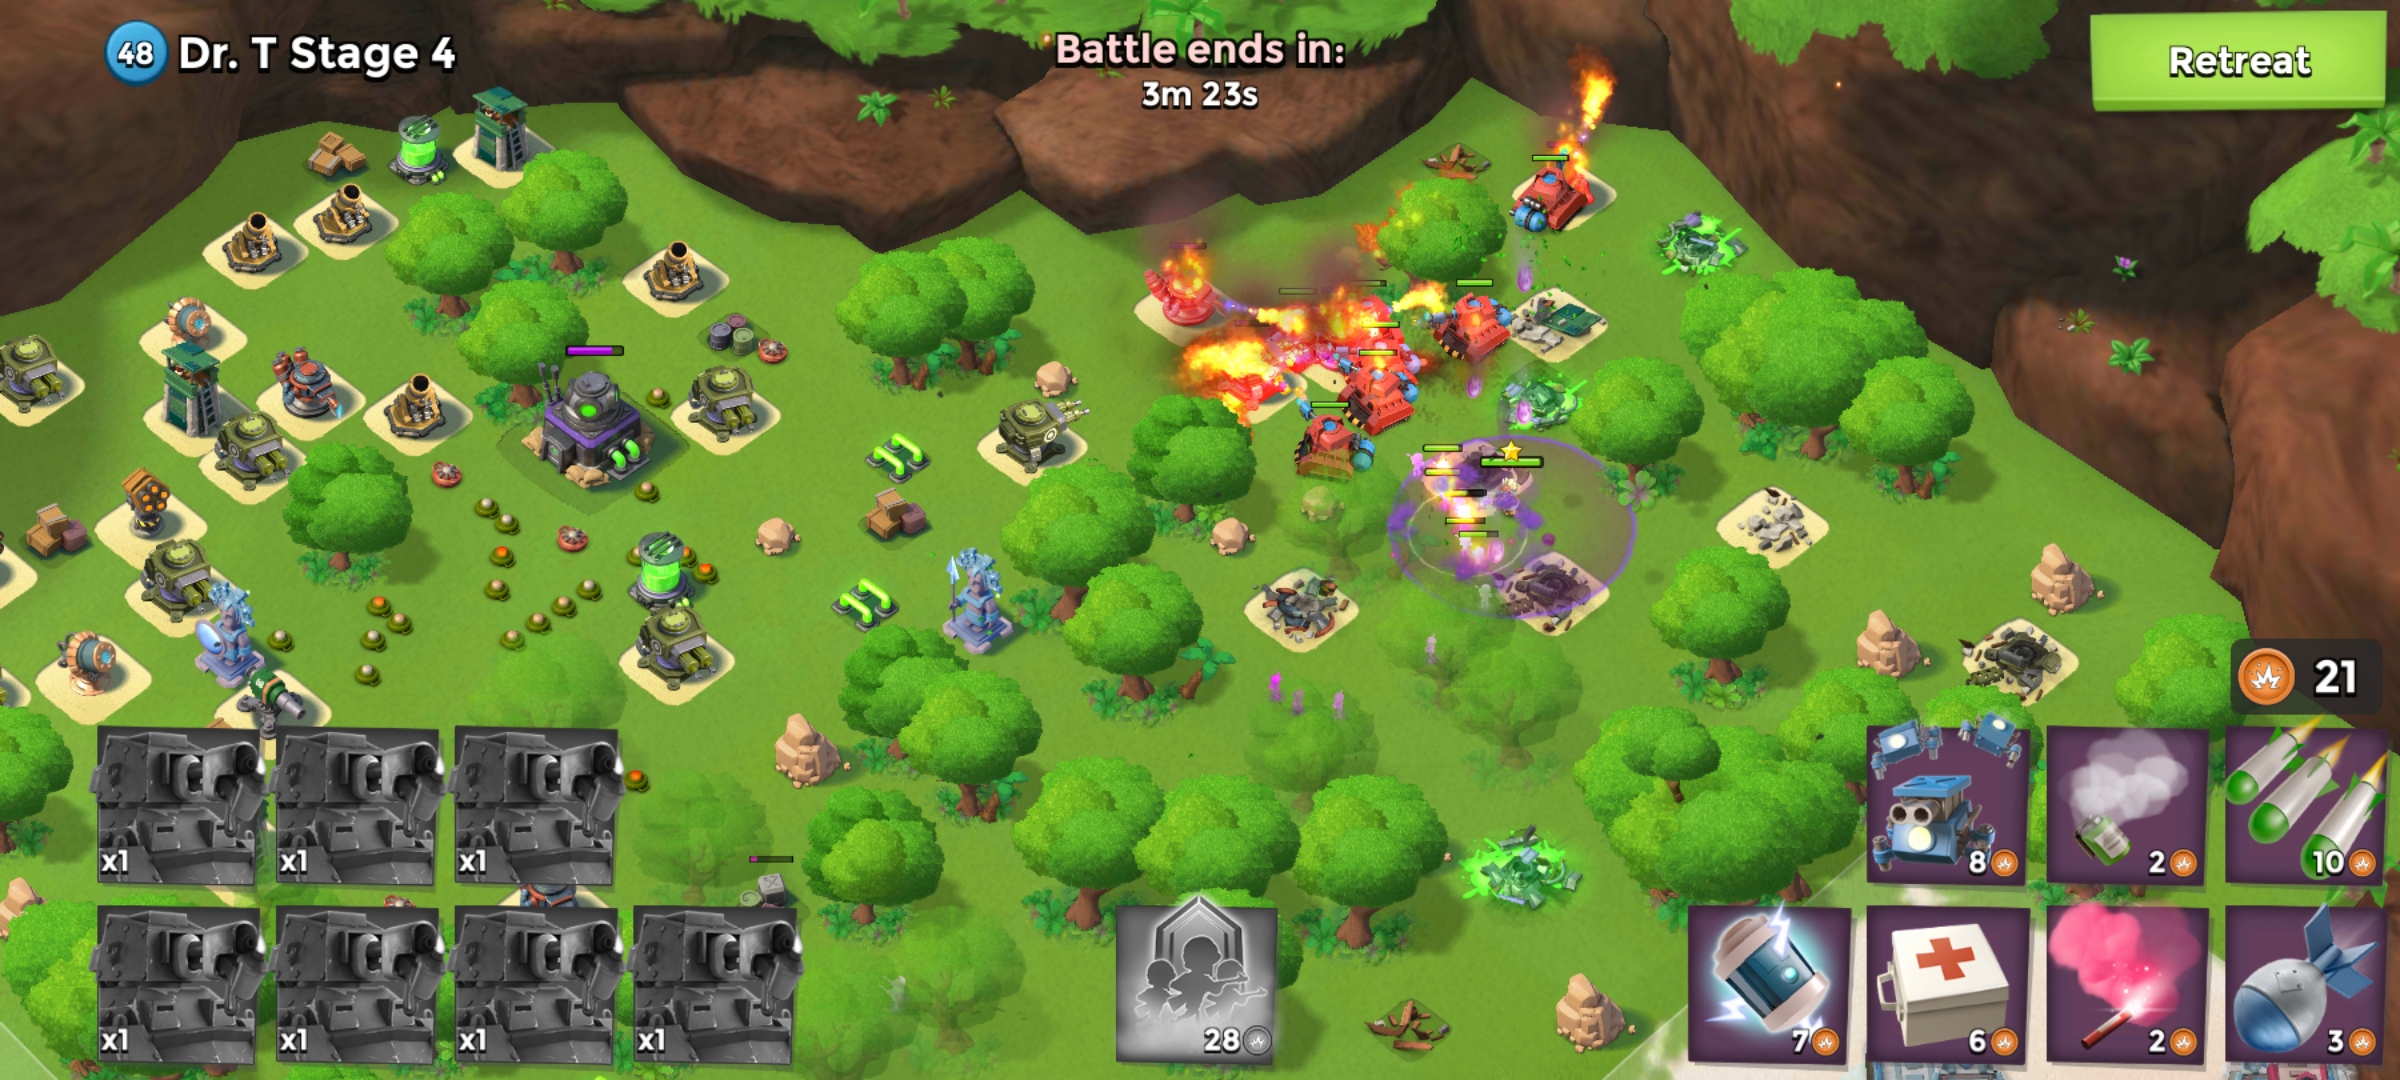 48 Dr. T Stage 4
Battle ends in:
3m 23s
Retreat
21
x1 x1 x1
8 2 10
x1 x1 x1 x1
28
7 6 2 3